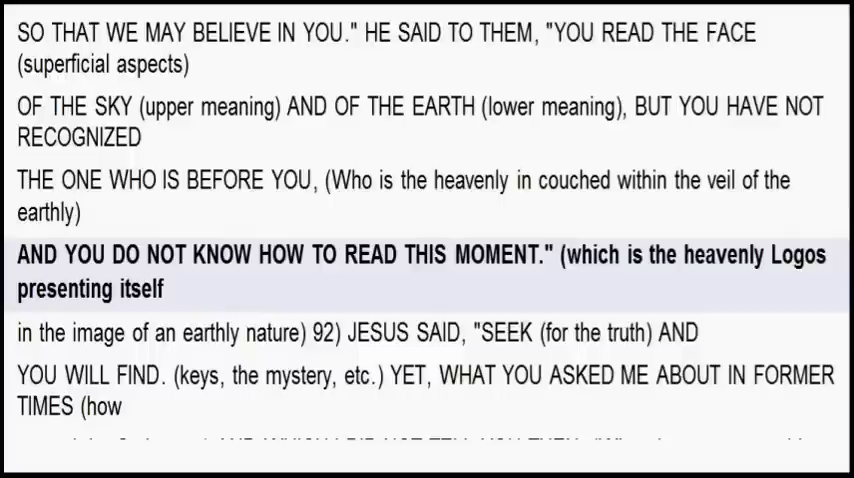 SO THAT WE MAY BELIEVE IN YOU." HE SAID TO THEM, "YOU READ THE FACE
(superficial aspects)
OF THE SKY (upper meaning) AND OF THE EARTH (lower meaning), BUT YOU HAVE NOT
RECOGNIZED
THE ONE WHO IS BEFORE YOU, (Who is the heavenly in couched within the veil of the
earthly)
AND YOU DO NOT KNOW HOW TO READ THIS MOMENT." (which is the heavenly Logos
presenting itself
in the image of an earthly nature) 92) JESUS SAID, "SEEK (for the truth) AND
YOU WILL FIND. (keys, the mystery, etc.) YET, WHAT YOU ASKED ME ABOUT IN FORMER
TIMES (how